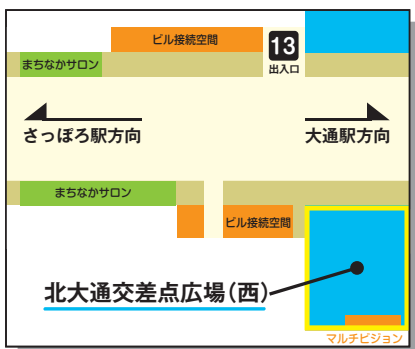 ビル接続空間
13
出入口
まちなかサロン
さっぽろ駅方向
大通駅方向
まちなかサロン
ビル接続空間
北大通交差点広場(西)
マルチビジョン